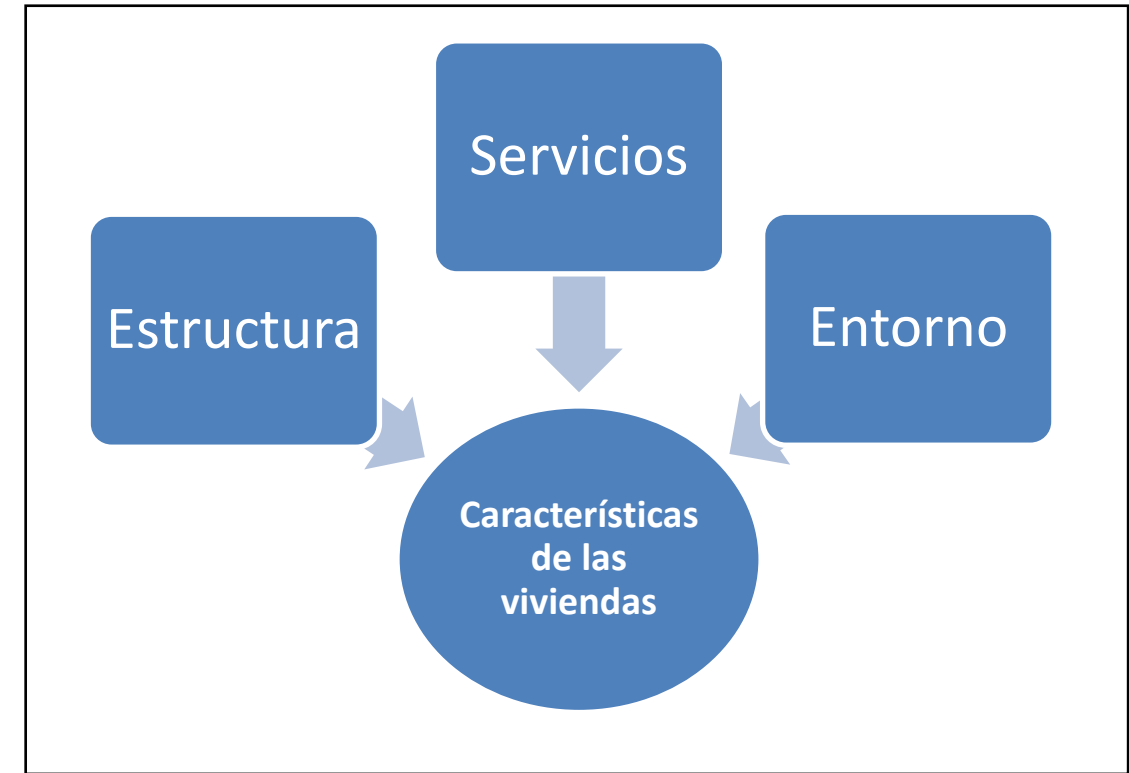 Servicios
Estructura
Entorno
Características
de las
viviendas